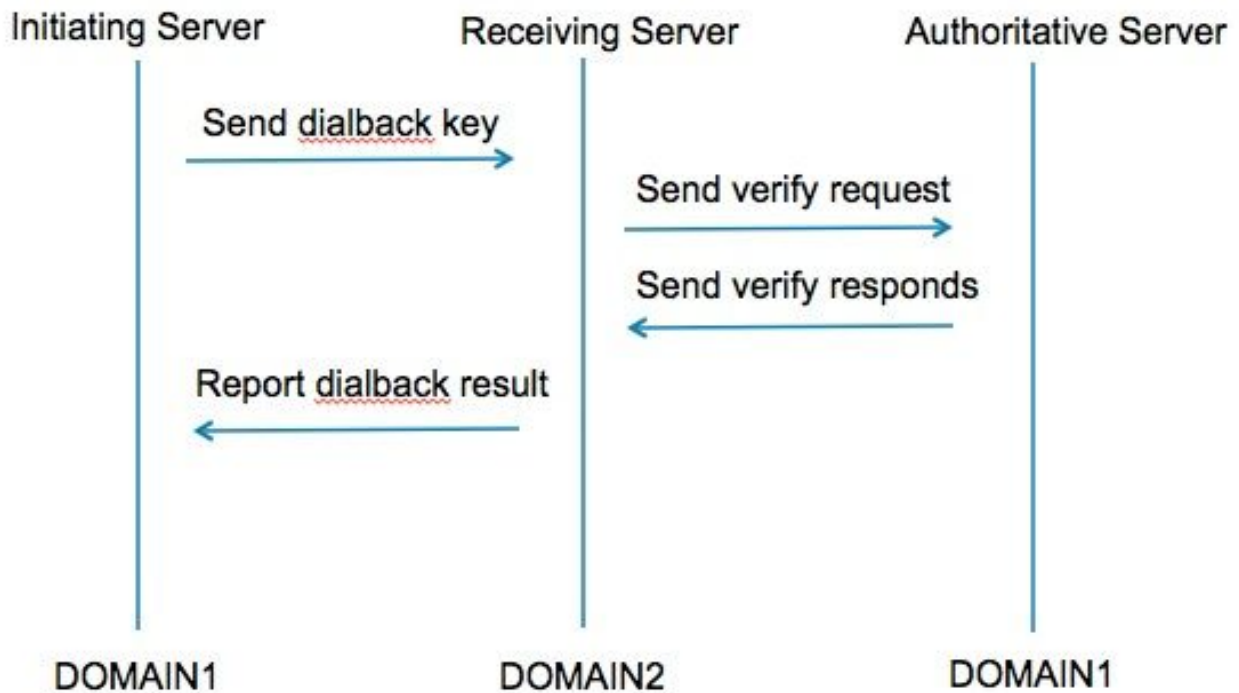 Initiating Server
Receiving Server
Authoritative Server
Send dialback key
Send verify request
Send verify responds
Report dialback result
DOMAIN1
DOMAIN2
DOMAIN1